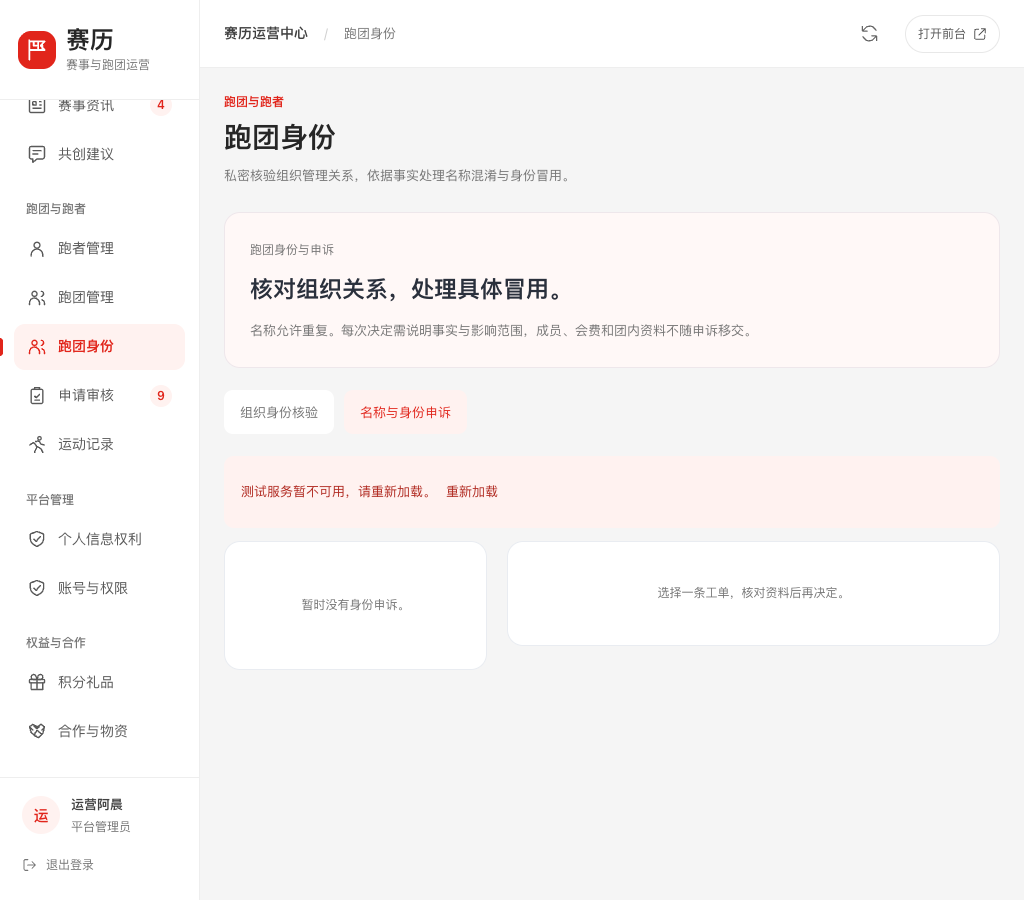 赛历
赛事与跑团运营
赛事资讯 4
共创建议
跑团与跑者
跑者管理
跑团管理
跑团身份
申请审核 9
运动记录
平台管理
个人信息权利
账号与权限
权益与合作
积分礼品
合作与物资
运 运营阿晨
平台管理员
退出登录
赛历运营中心 / 跑团身份
打开前台
跑团与跑者
跑团身份
私密核验组织管理关系，依据事实处理名称混淆与身份冒用。
跑团身份与申诉
核对组织关系，处理具体冒用。
名称允许重复。每次决定需说明事实与影响范围，成员、会费和团内资料不随申诉移交。
组织身份核验 名称与身份申诉
测试服务暂不可用，请重新加载。 重新加载
暂时没有身份申诉。
选择一条工单，核对资料后再决定。